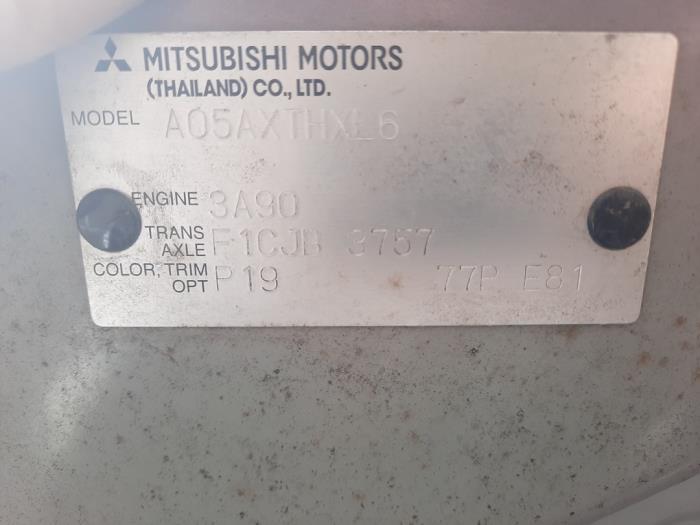 MITSUBISHI MOTORS
(THAILAND) CO., LTD.
MODEL A05AXTHXL6
ENGINE 3A90
TRANS AXLE F1CJB 3757
COLOR, TRIM OPT P19 77P E81